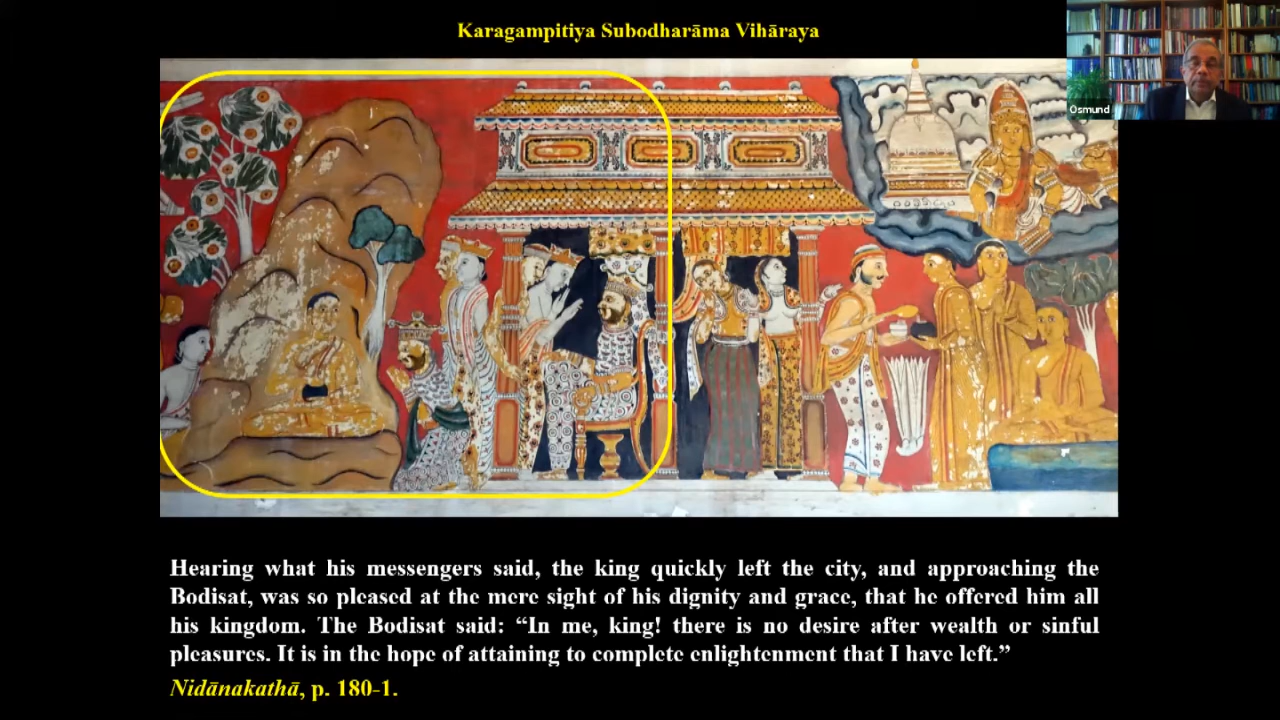 Karagampitiya Subodharāma Vihāraya
Osmund
Hearing what his messengers said, the king quickly left the city, and approaching the
Bodisat, was so pleased at the mere sight of his dignity and grace, that he offered him all
his kingdom. The Bodisat said: “In me, king! there is no desire after wealth or sinful
pleasures. It is in the hope of attaining to complete enlightenment that I have left.”
Nidānakathā, p. 180-1.